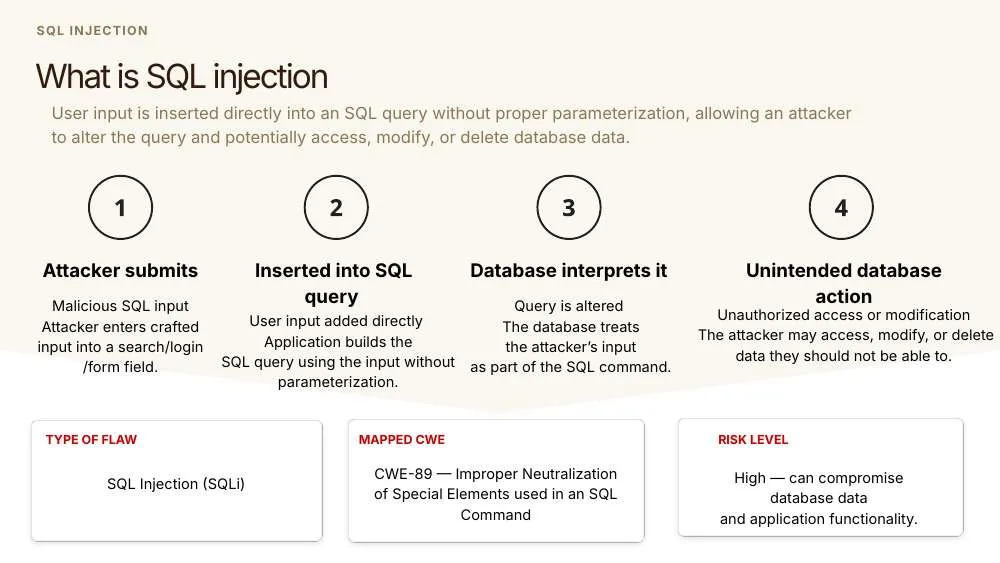 SQL INJECTION
What is SQL injection
User input is inserted directly into an SQL query without proper parameterization, allowing an attacker
to alter the query and potentially access, modify, or delete database data.
1
Attacker submits
Malicious SQL input
Attacker enters crafted
input into a search/login
/form field.
2
Inserted into SQL
query
User input added directly
Application builds the
SQL query using the input without
parameterization.
3
Database interprets it
Query is altered
The database treats
the attacker’s input
as part of the SQL command.
4
Unintended database
action
Unauthorized access or modification
The attacker may access, modify, or delete
data they should not be able to.
TYPE OF FLAW
SQL Injection (SQLi)
MAPPED CWE
CWE-89 — Improper Neutralization
of Special Elements used in an SQL
Command
RISK LEVEL
High — can compromise
database data
and application functionality.